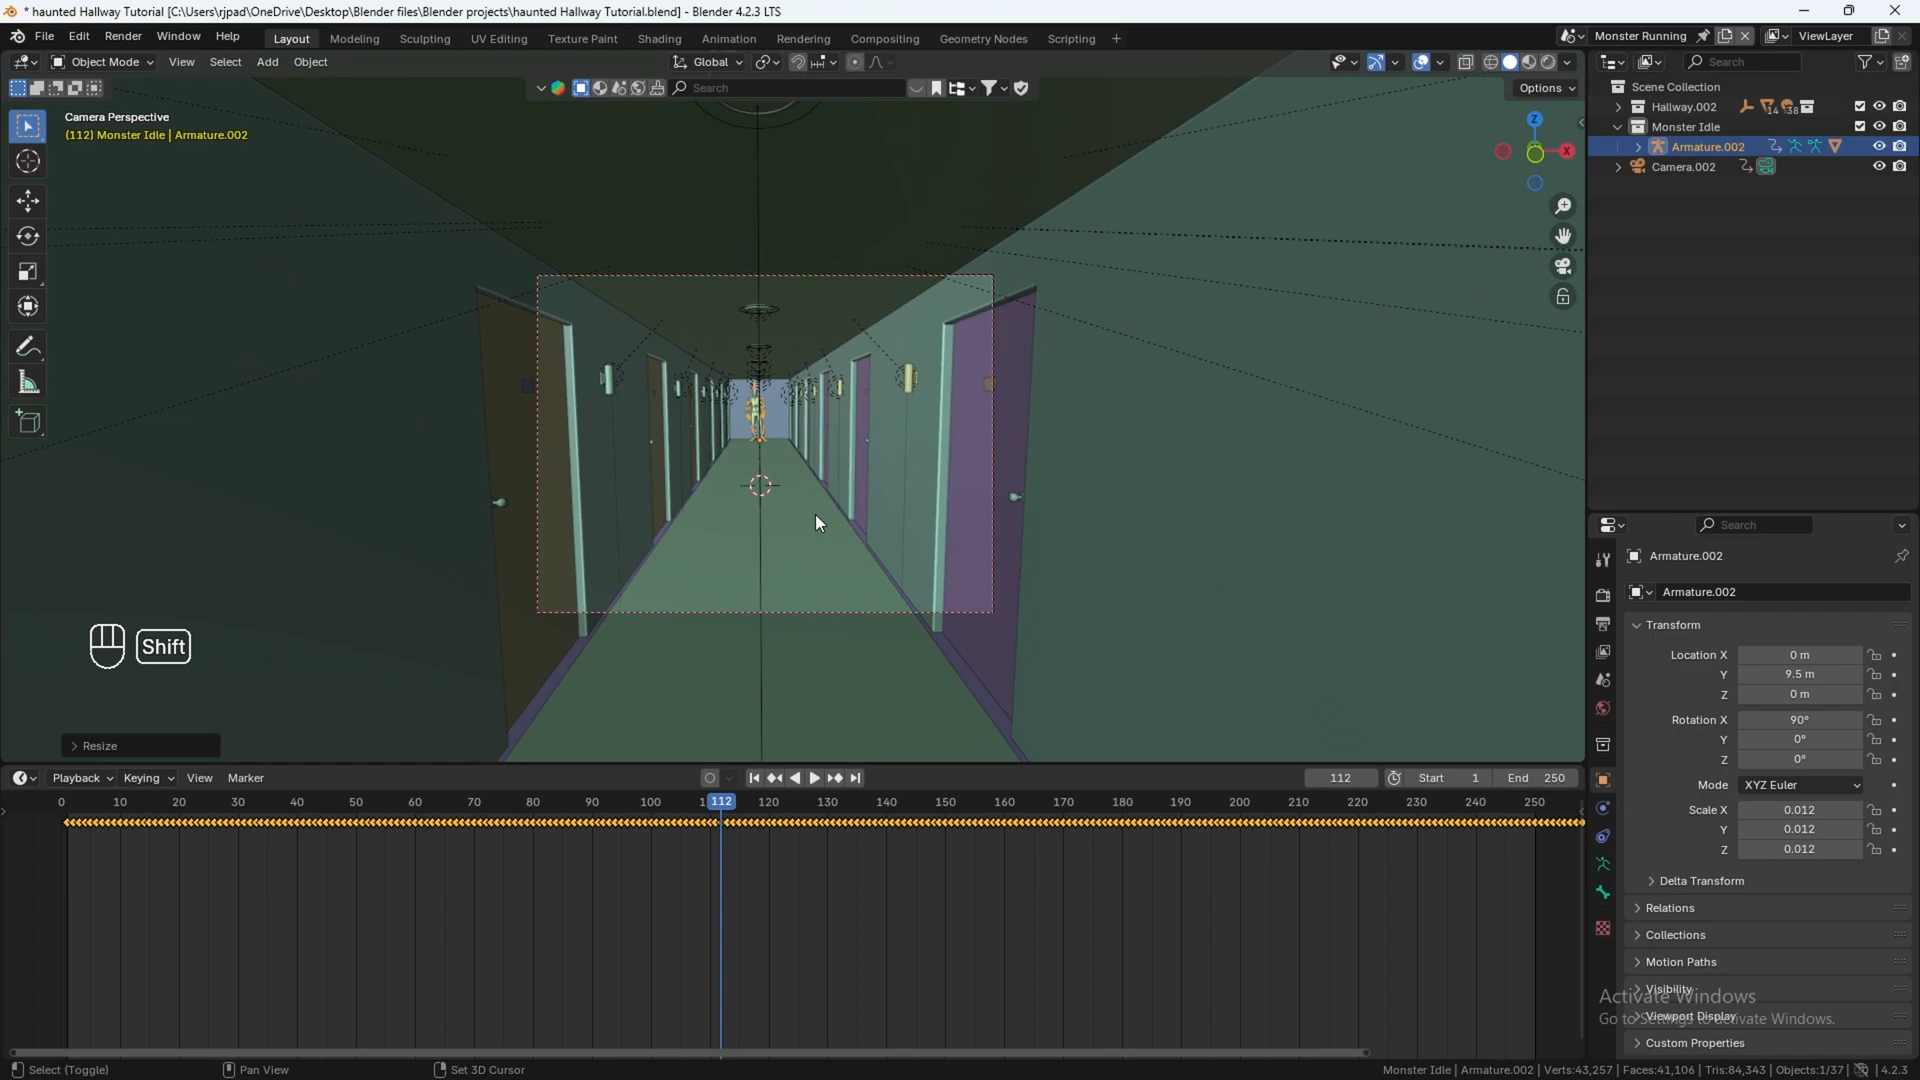 * haunted Hallway Tutorial [C:\Users\rjpad\OneDrive\Desktop\Blender files\Blender projects\haunted Hallway Tutorial.blend] - Blender 4.2.3 LTS
File Edit Render Window Help Layout Modeling Sculpting UV Editing Texture Paint Shading Animation Rendering Compositing Geometry Nodes Scripting + Monster Running ViewLayer
Object Mode View Select Add Object Global Search
Search Options
Scene Collection
Hallway.002 14 38
Monster Idle
Armature.002
Camera.002
Camera Perspective
(112) Monster Idle | Armature.002
Z
X
Shift
Resize
Search
Armature.002
Armature.002
Transform
Location X 0 m
Y 9.5 m
Z 0 m
Rotation X 90°
Y 0°
Z 0°
Mode XYZ Euler
Scale X 0.012
Y 0.012
Z 0.012
Delta Transform
Relations
Collections
Motion Paths
Visibility
Viewport Display
Custom Properties
Activate Windows
Go to Settings to activate Windows.
Playback Keying View Marker 112 Start 1 End 250
0 10 20 30 40 50 60 70 80 90 100 1 112 120 130 140 150 160 170 180 190 200 210 220 230 240 250
Select (Toggle) Pan View Set 3D Cursor Monster Idle | Armature.002 | Verts:43,257 | Faces:41,106 | Tris:84,343 | Objects:1/37 | 4.2.3